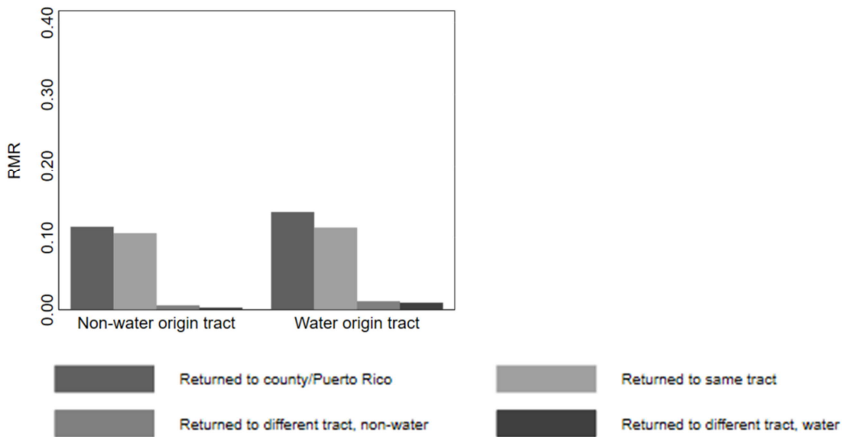 0.40
0.30
0.20
0.10
0.00
RMR
Non-water origin tract Water origin tract
Returned to county/Puerto Rico Returned to same tract
Returned to different tract, non-water Returned to different tract, water